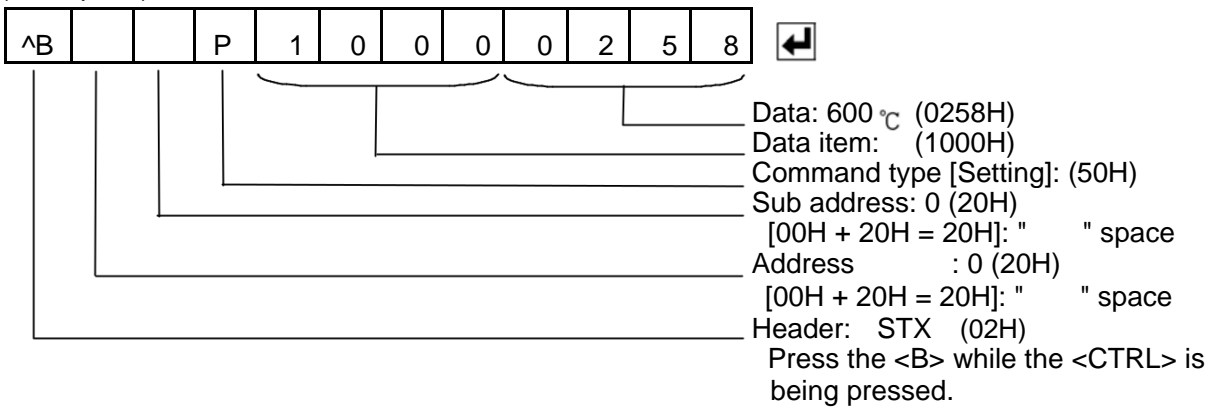 ^B P 1 0 0 0 0 2 5 8 ↵
Data: 600 ℃ (0258H)
Data item: (1000H)
Command type [Setting]: (50H)
Sub address: 0 (20H)
[00H + 20H = 20H]: " " space
Address : 0 (20H)
[00H + 20H = 20H]: " " space
Header: STX (02H)
Press the <B> while the <CTRL> is
being pressed.